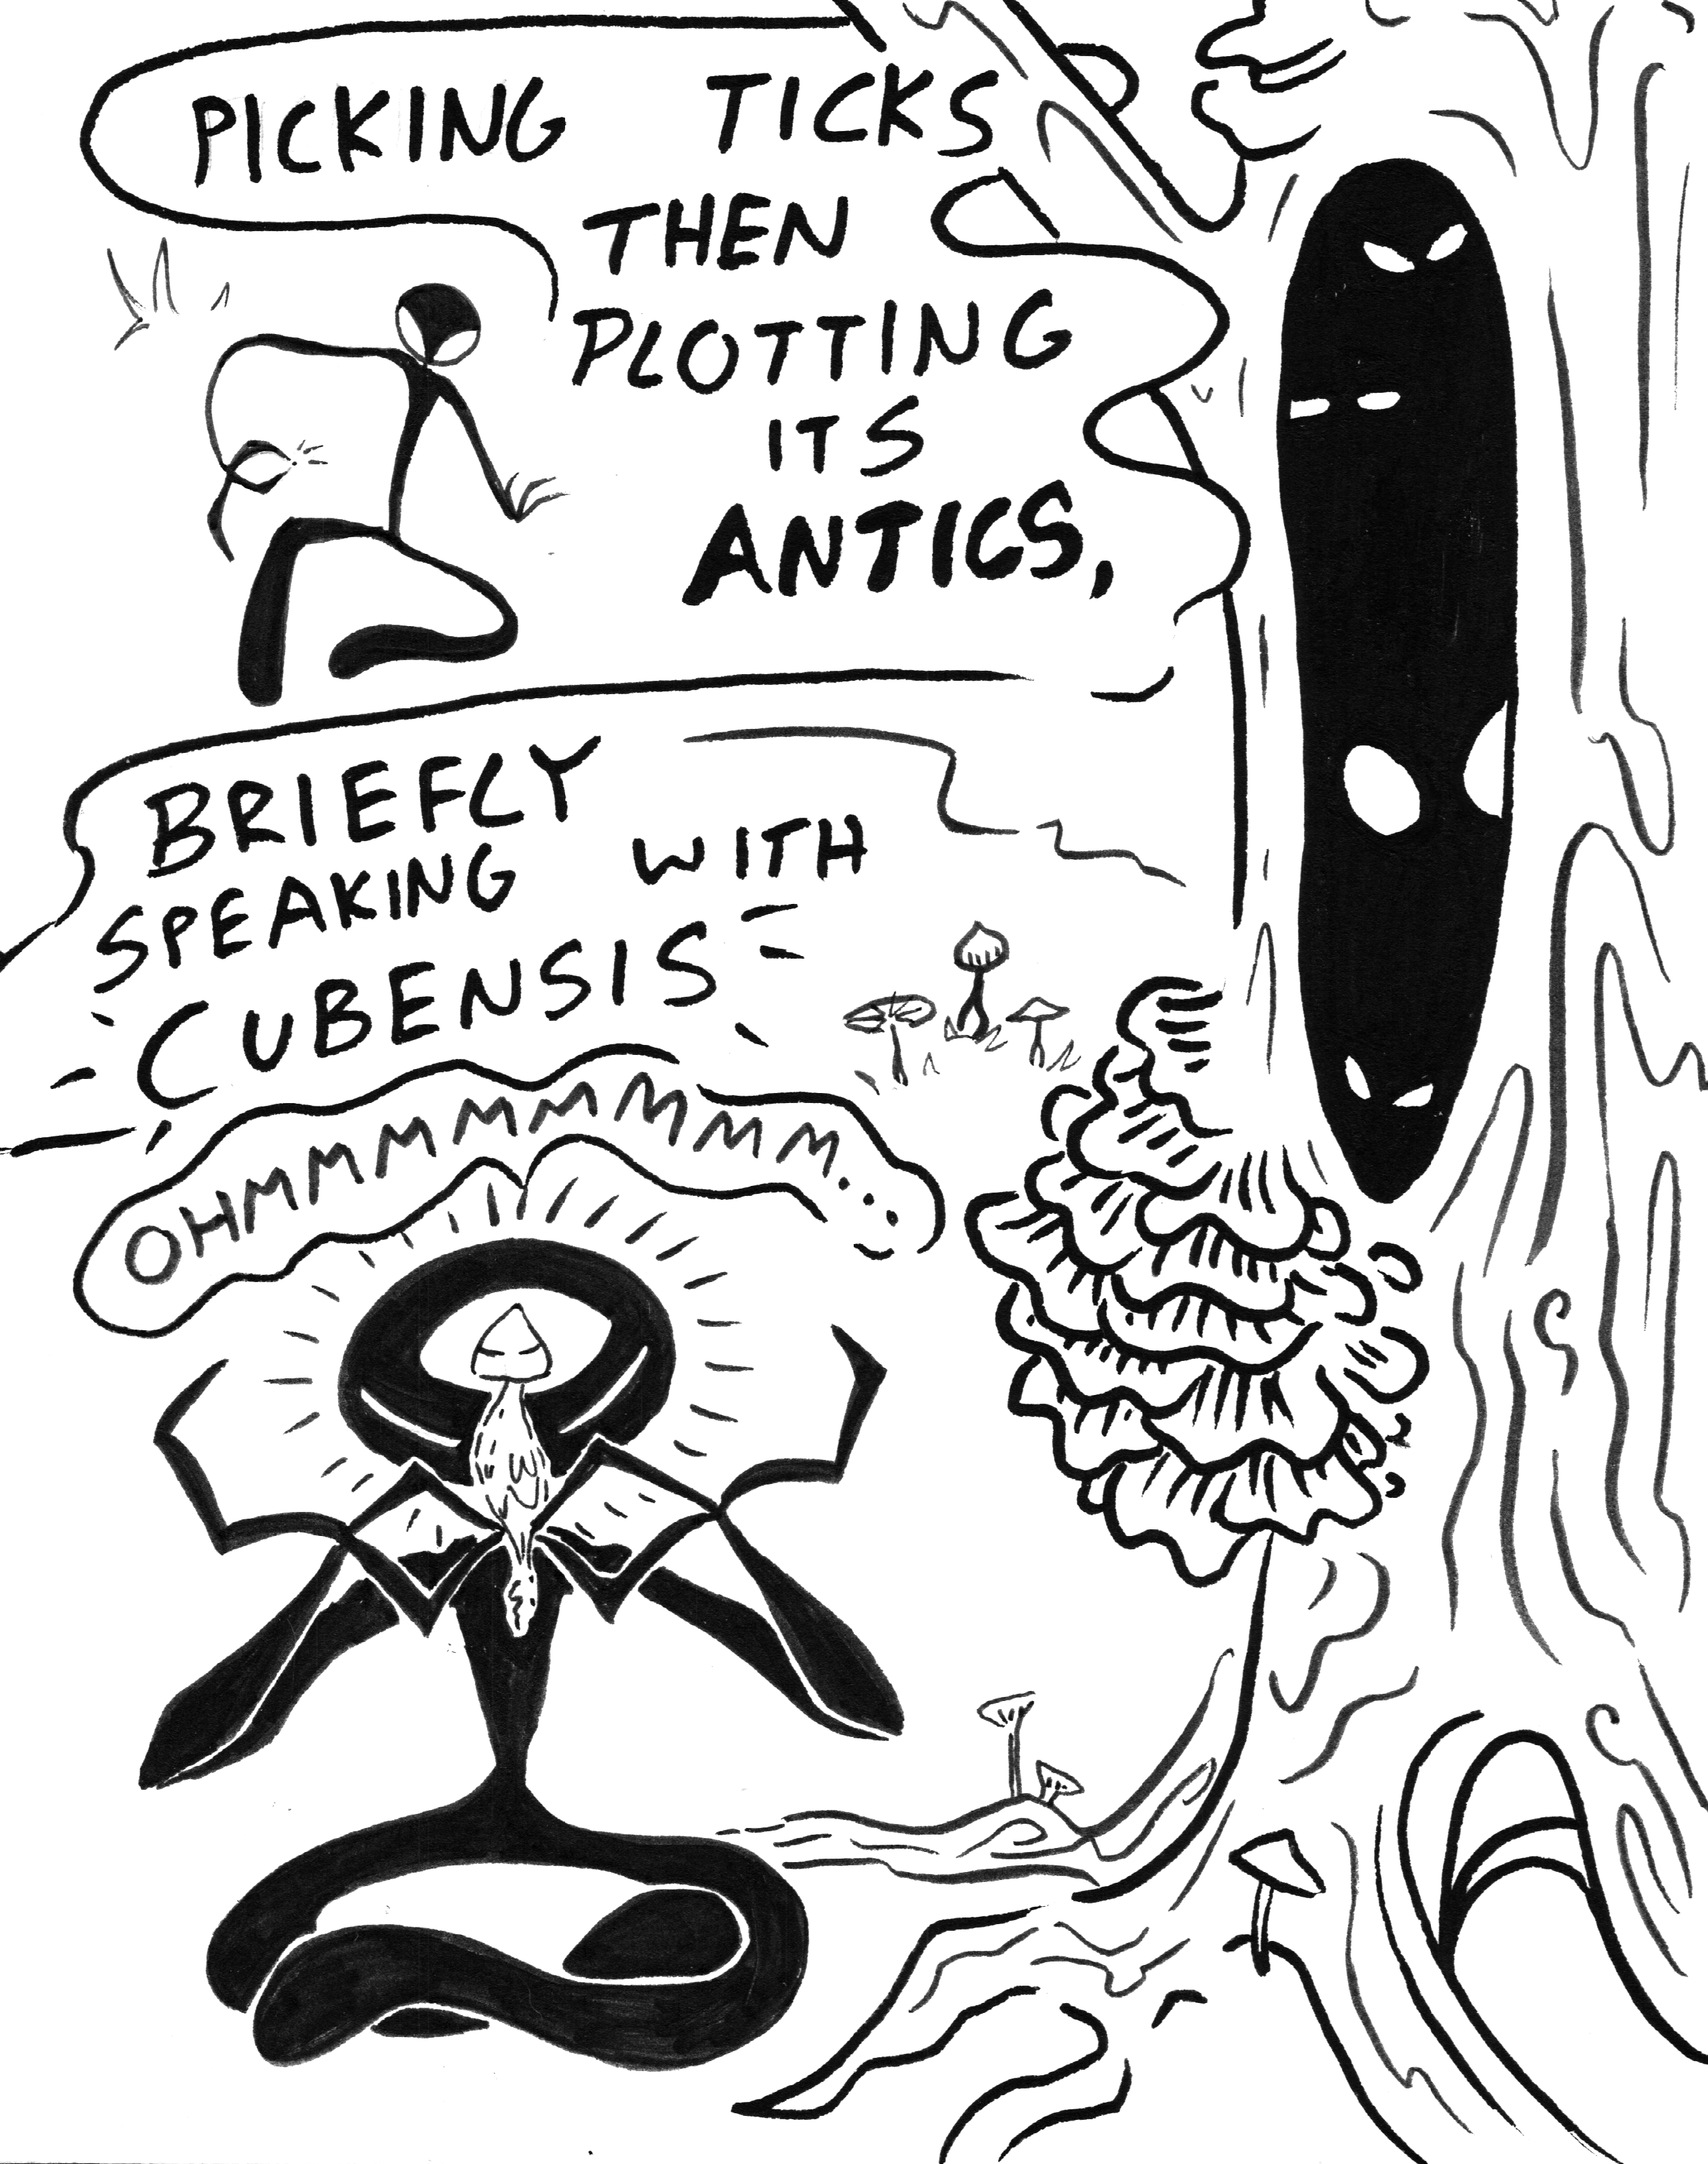 PICKING TICKS
THEN
PLOTTING
ITS
ANTICS,
BRIEFLY
SPEAKING WITH
CUBENSIS
OHMMMMMMMMM...